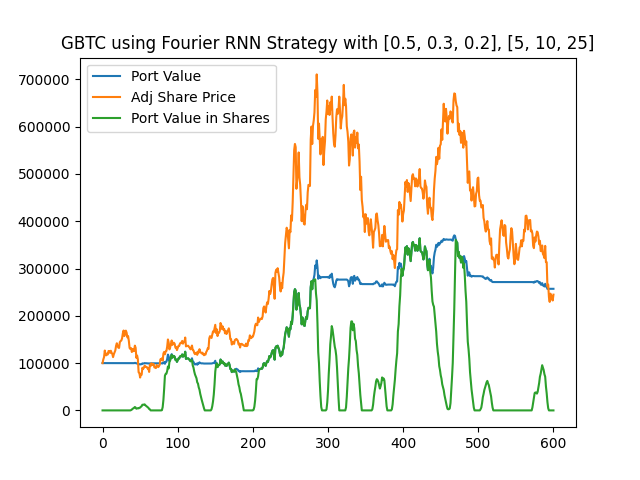 GBTC using Fourier RNN Strategy with [0.5, 0.3, 0.2], [5, 10, 25]
Port Value
Adj Share Price
Port Value in Shares
700000
600000
500000
400000
300000
200000
100000
0
0 100 200 300 400 500 600